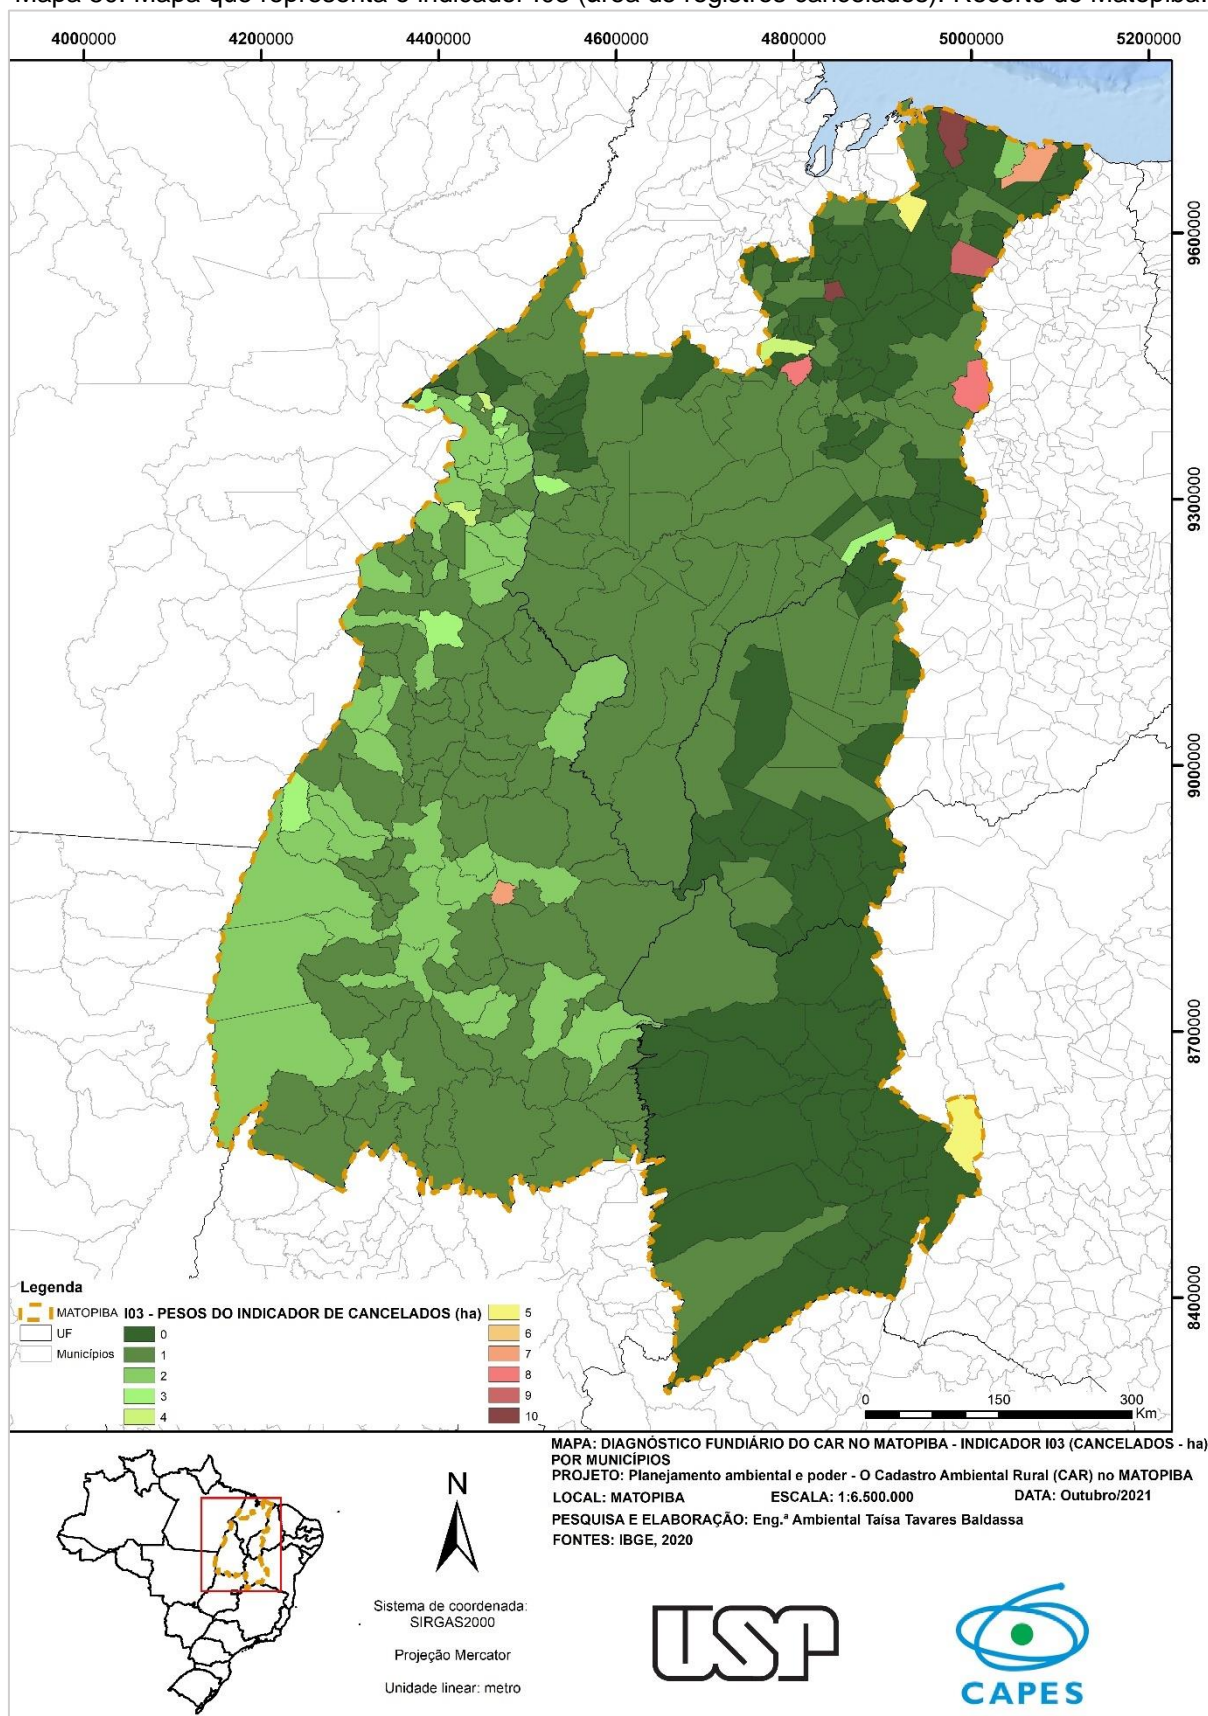 Mapa que representa o indicador I03 (área de registros cancelados). Recorte do Matopiba.
4000000 4200000 4400000 4600000 4800000 5000000 5200000
9600000
9300000
9000000
8700000
8400000
Legenda
MATOPIBA
UF
Municípios
I03 - PESOS DO INDICADOR DE CANCELADOS (ha)
0
1
2
3
4
5
6
7
8
9
10
0 150 300
Km
MAPA: DIAGNÓSTICO FUNDIÁRIO DO CAR NO MATOPIBA - INDICADOR I03 (CANCELADOS - ha)
POR MUNICÍPIOS
PROJETO: Planejamento ambiental e poder - O Cadastro Ambiental Rural (CAR) no MATOPIBA
LOCAL: MATOPIBA ESCALA: 1:6.500.000 DATA: Outubro/2021
PESQUISA E ELABORAÇÃO: Eng.ª Ambiental Taísa Tavares Baldassa
FONTES: IBGE, 2020
N
Sistema de coordenada:
SIRGAS2000
Projeção Mercator
Unidade linear: metro
USP
CAPES